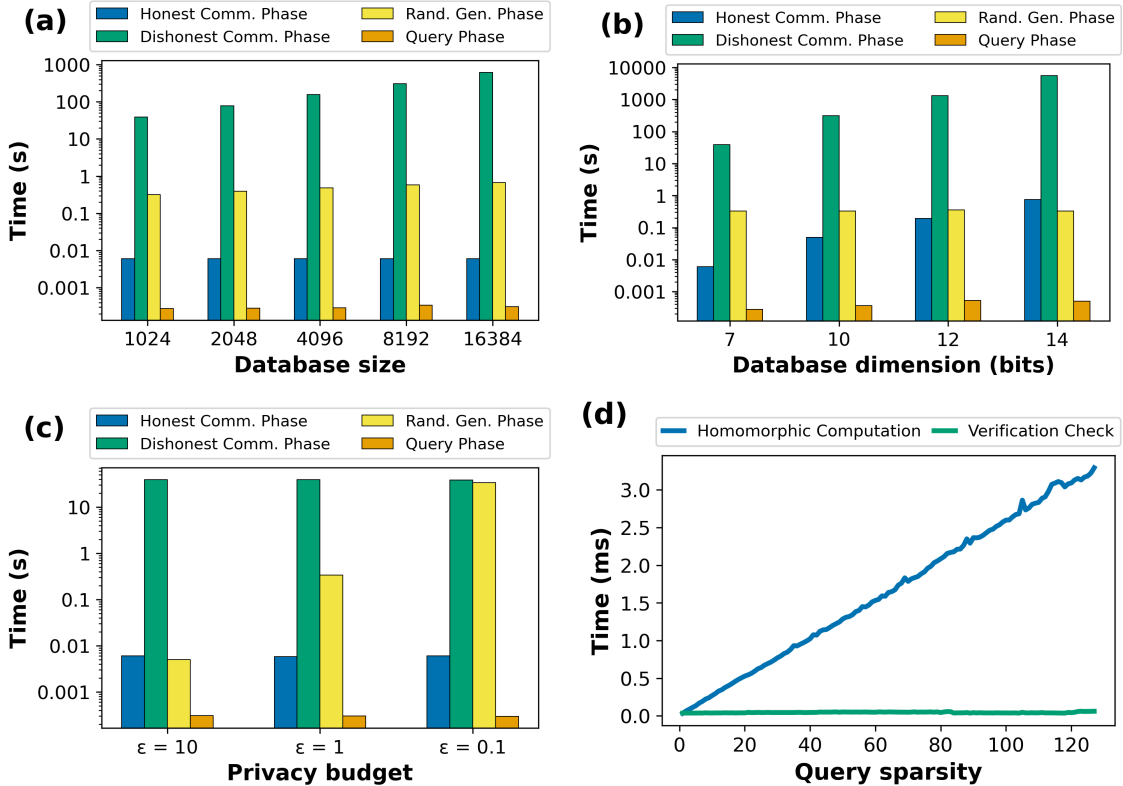 (a)
Honest Comm. Phase
Rand. Gen. Phase
Dishonest Comm. Phase
Query Phase
Time (s)
1000
100
10
1
0.1
0.01
0.001
1024 2048 4096 8192 16384
Database size
(b)
Honest Comm. Phase
Rand. Gen. Phase
Dishonest Comm. Phase
Query Phase
Time (s)
10000
1000
100
10
1
0.1
0.01
0.001
7 10 12 14
Database dimension (bits)
(c)
Honest Comm. Phase
Rand. Gen. Phase
Dishonest Comm. Phase
Query Phase
Time (s)
10
1
0.1
0.01
0.001
ε = 10 ε = 1 ε = 0.1
Privacy budget
(d)
Homomorphic Computation
Verification Check
Time (ms)
3.0
2.5
2.0
1.5
1.0
0.5
0.0
0 20 40 60 80 100 120
Query sparsity